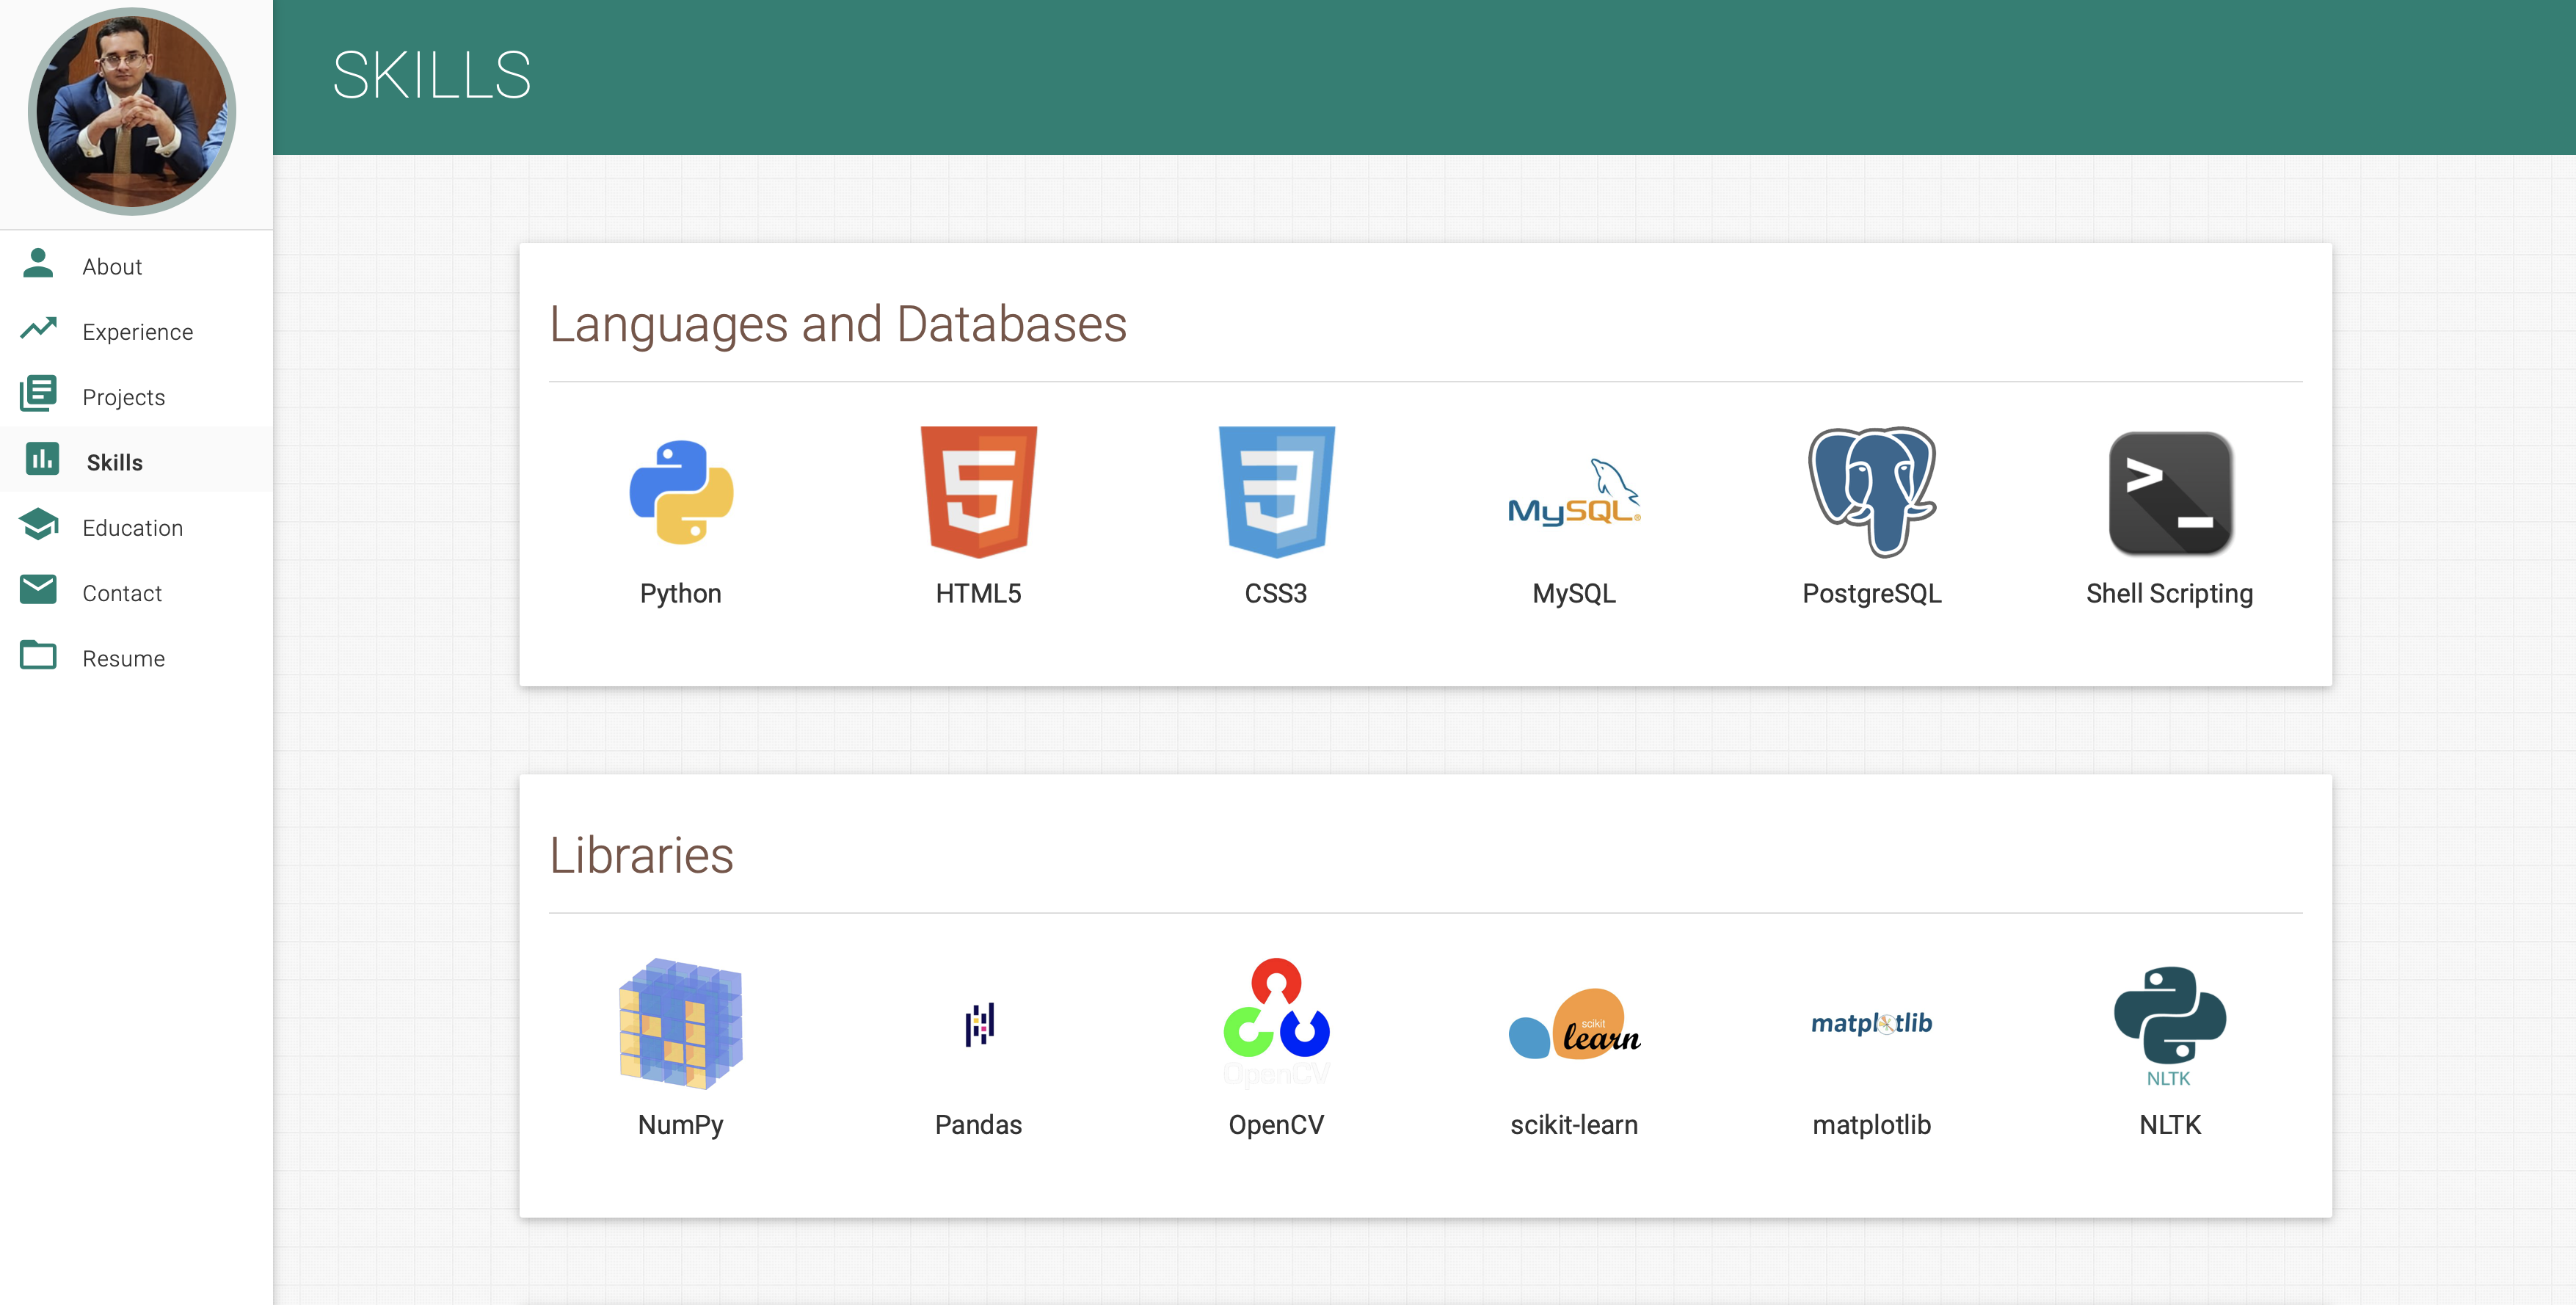 SKILLS
About
Experience
Projects
Skills
Education
Contact
Resume
Languages and Databases
MySQL
Python
HTML5
CSS3
MySQL
PostgreSQL
Shell Scripting
Libraries
OpenCV
scikit
learn
matplotlib
NLTK
NumPy
Pandas
OpenCV
scikit-learn
matplotlib
NLTK